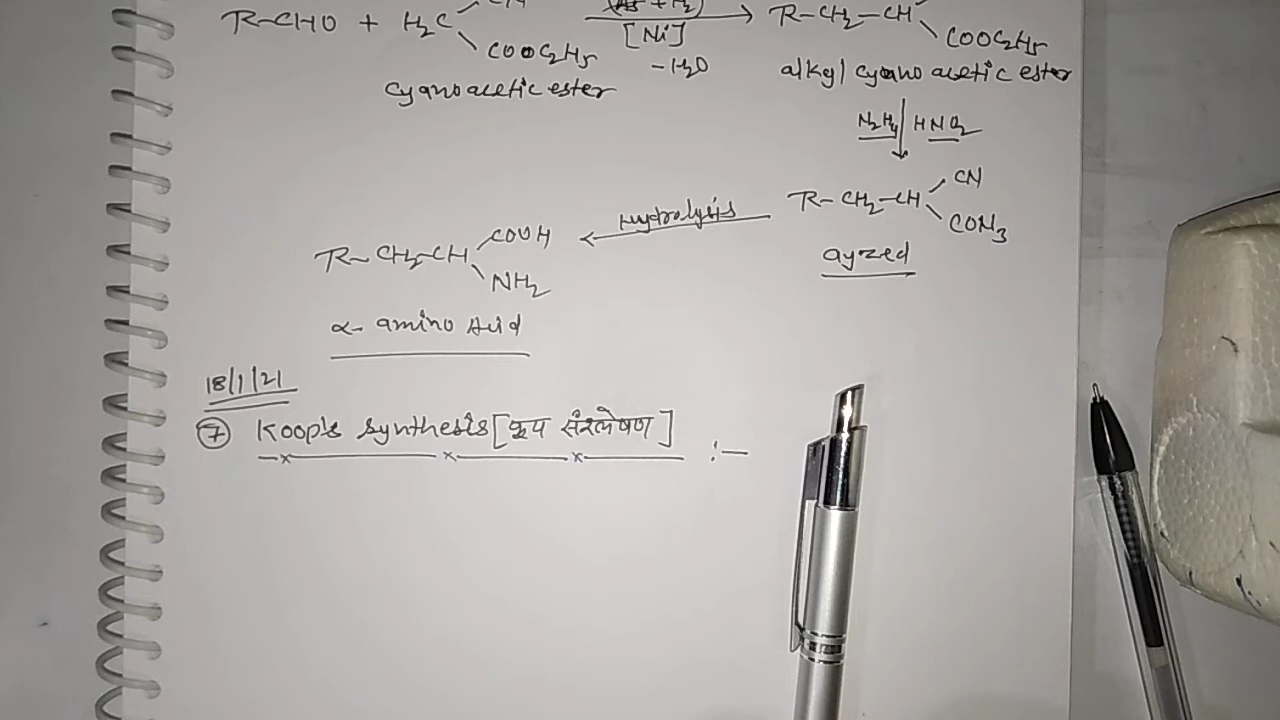 R-CHO + H2C [Ni] R-CH2-CH
COOC2H5 -H2O COOC2H5
cyanoacetic ester alkyl cyano acetic ester
N2H4 HNO2
R-CH2-CH CN
CON3
Hydrolysis
ayzed
R-CH2-CH COOH
NH2
α- amino Acid
18/1/21
7 Koop's synthesis [कूप संश्लेषण] :-